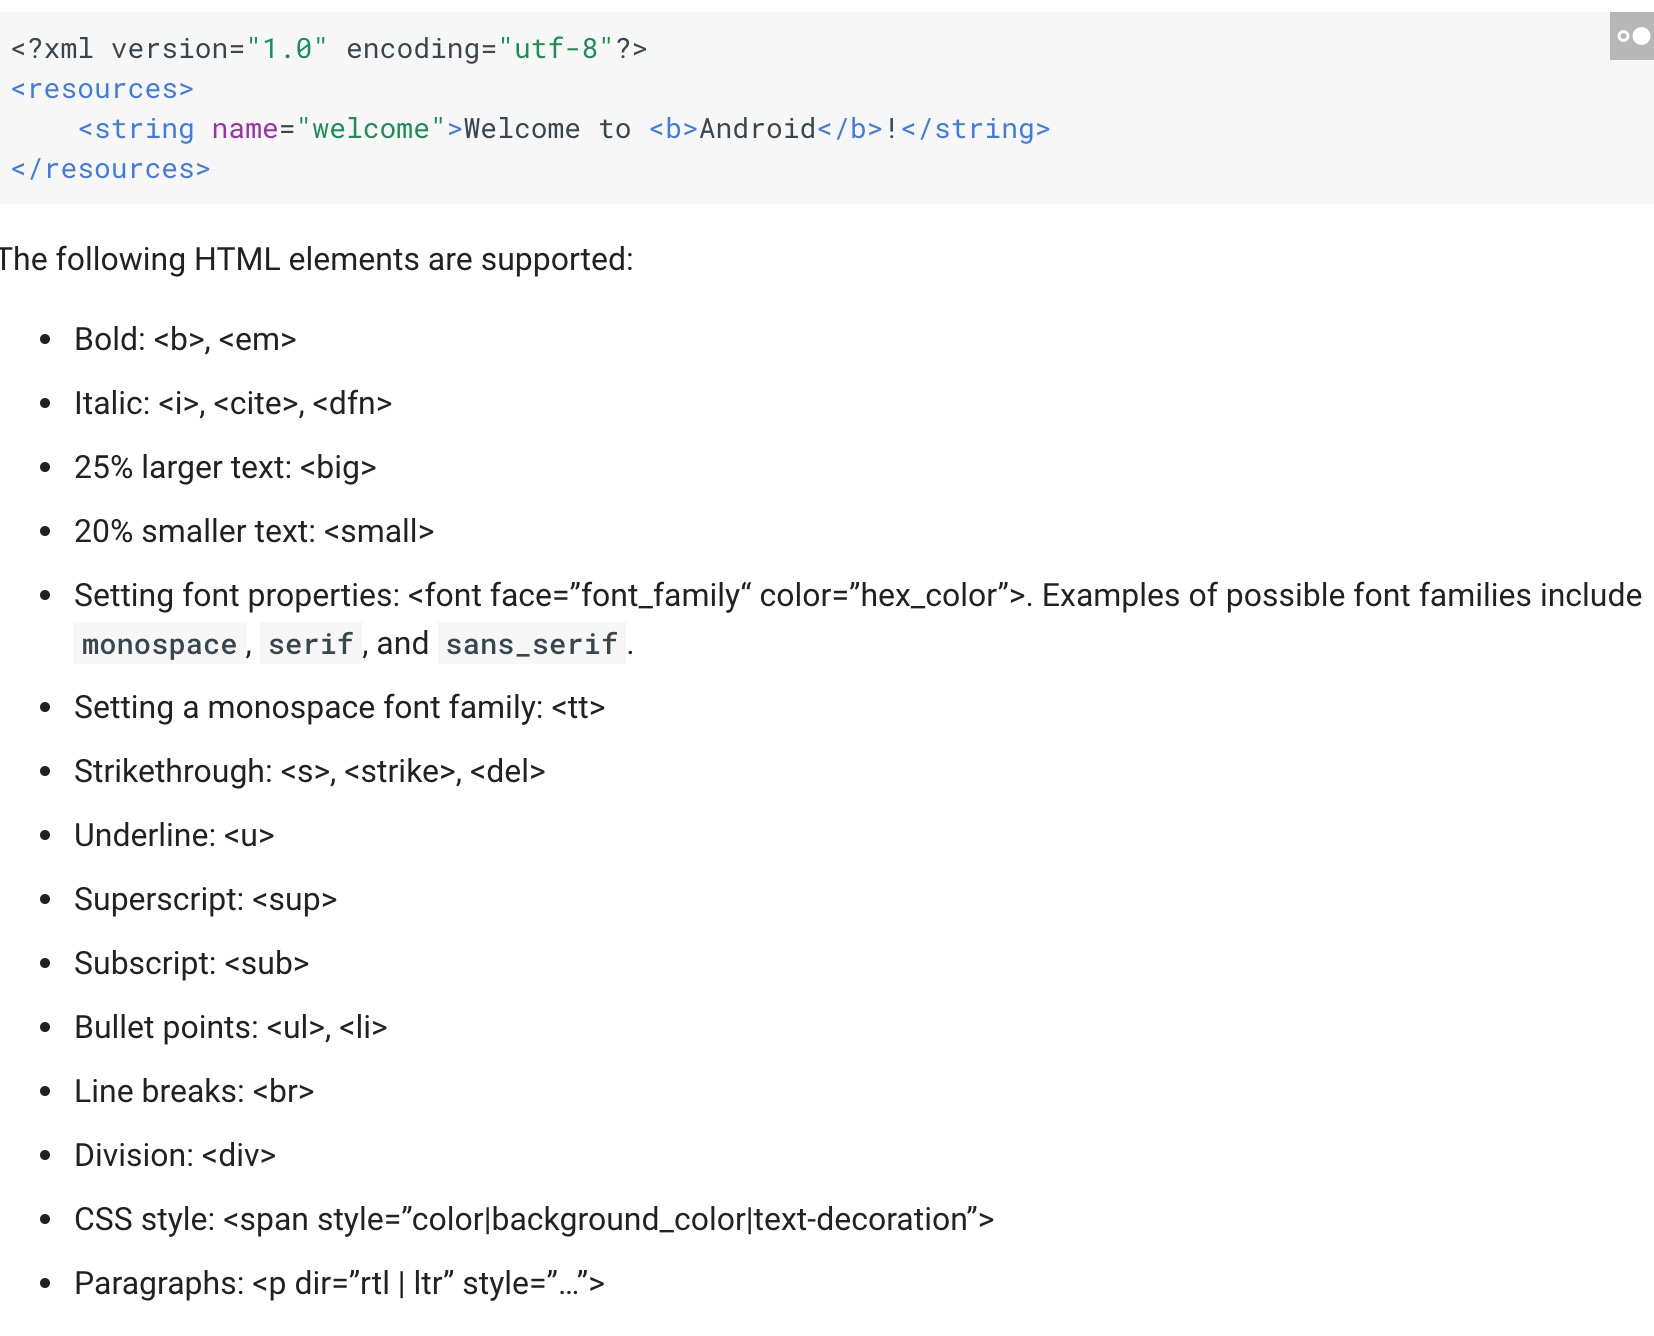 <?xml version="1.0" encoding="utf-8"?>
<resources>
    <string name="welcome">Welcome to <b>Android</b>!</string>
</resources>
The following HTML elements are supported:
• Bold: <b>, <em>
• Italic: <i>, <cite>, <dfn>
• 25% larger text: <big>
• 20% smaller text: <small>
• Setting font properties: <font face=”font_family“ color=”hex_color”>. Examples of possible font families include
monospace, serif, and sans_serif.
• Setting a monospace font family: <tt>
• Strikethrough: <s>, <strike>, <del>
• Underline: <u>
• Superscript: <sup>
• Subscript: <sub>
• Bullet points: <ul>, <li>
• Line breaks: <br>
• Division: <div>
• CSS style: <span style=”color|background_color|text-decoration”>
• Paragraphs: <p dir=”rtl | ltr” style=”…”>